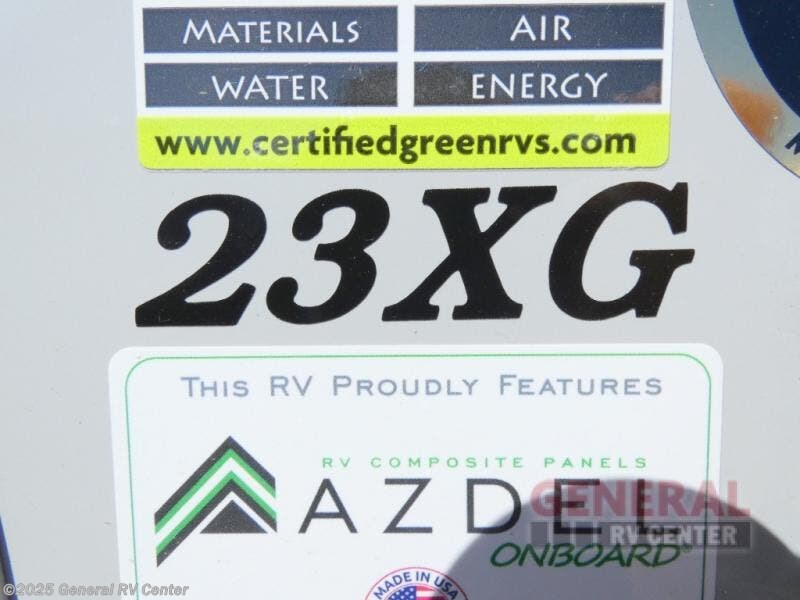 MATERIALS AIR
WATER ENERGY
www.certifiedgreenrvs.com
23XG
THIS RV PROUDLY FEATURES
RV COMPOSITE PANELS
AZDEL
ONBOARD®
GENERAL
RV CENTER
MADE IN USA
©2025 General RV Center